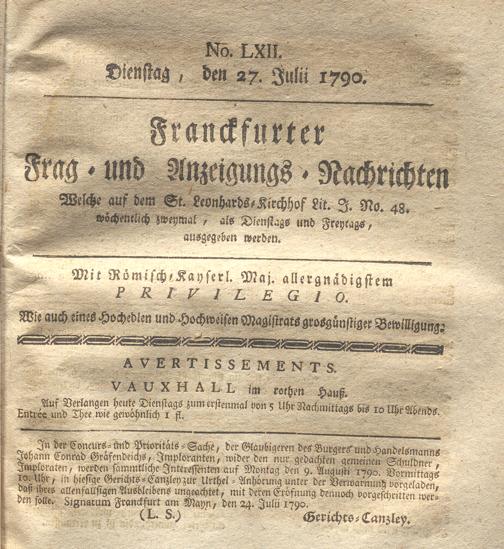 No. LXII.
Dienstag, den 27. Julii 1790.
Franckfurter
Frag- und Anzeigungs-Nachrichten
Welche auf dem St. Leonhards-Kirchhof Lit. J. No. 48.
wöchentlich zweymal, als Dienstags und Freytags,
ausgegeben werden.
Mit Römisch-Kayserl. Maj. allergnädigstem
PRIVILEGIO.
Wie auch eines Hochedlen und Hochweisen Magistrats grosgünstiger Bewilligung.
AVERTISSEMENTS.
VAUXHALL im rothen Hauß.
Auf Verlangen heute Dienstags zum erstenmal von 5 Uhr Nachmittags bis 10 Uhr Abends.
Entrée und Thee wie gewöhnlich 1 fl.
In der Concurs- und Prioritäts-Sache, der Glaubigeren des Burgers und Handelsmanns
Johann Conrad Gräfendeichs, Imploranten, wider den nur gedachten gemeinen Schuldner,
Imploraten, werden sammtliche Interessenten auf Montag den 9. Augusti 1790. Vormittags
10. Uhr, in hiesige Gerichts-Canzley zur Urthel-Anhörung unter der Verwarnung vorgeladen,
daß ihres allenfalsigen Ausbleibens ungeachtet, mit deren Eröfnung dennoch vorgeschritten wer-
den solle. Signatum Franckfurt am Mayn, den 24. July 1790.
(L. S.) Gerichts-Canzley.